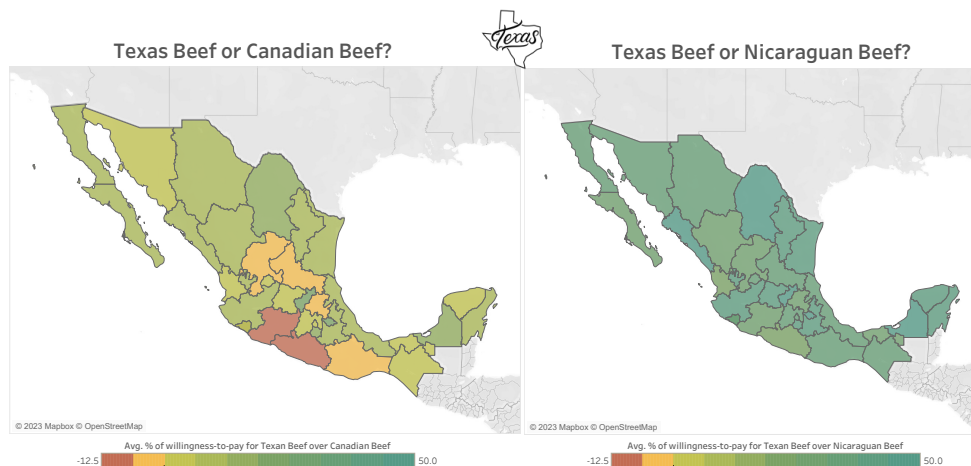 Texas
Texas Beef or Canadian Beef?
Texas Beef or Nicaraguan Beef?
© 2023 Mapbox © OpenStreetMap
© 2023 Mapbox © OpenStreetMap
Avg. % of willingness-to-pay for Texan Beef over Canadian Beef
-12.5 50.0
Avg. % of willingness-to-pay for Texan Beef over Nicaraguan Beef
-12.5 50.0